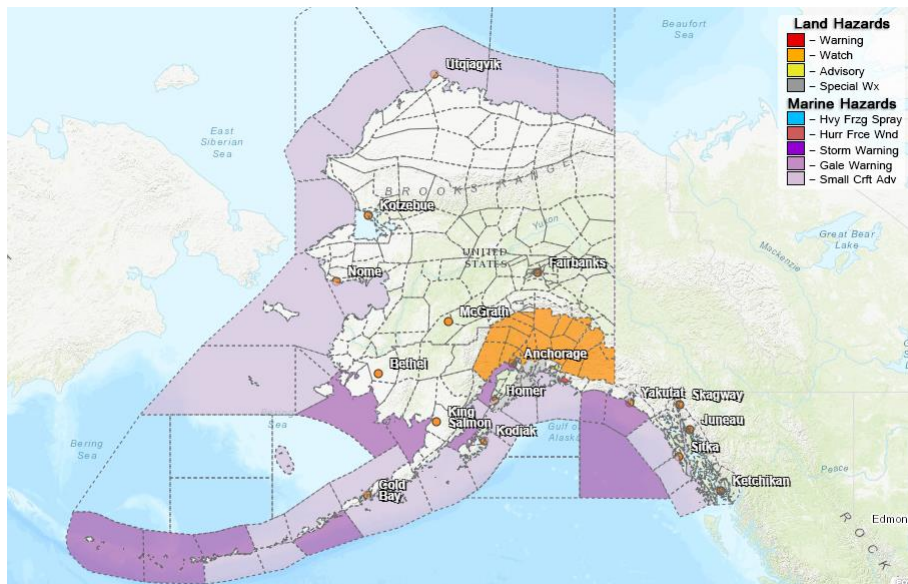 Land Hazards
– Warning
– Watch
– Advisory
– Special Wx
Marine Hazards
– Hvy Frzg Spray
– Hurr Frce Wnd
– Storm Warning
– Gale Warning
– Small Crft Adv
Beaufort
Sea
Utqiagvik
East
Siberian
Sea
BROOKS RANGE
Kotzebue
Yukon
Great Bear
Lake
Mackenzie
UNITED
STATES
Fairbanks
Nome
McGrath
Anchorage
Bethel
Homer
Yakutat
Skagway
King
Salmon
Kodiak
Gulf of
Alaska
Juneau
Sitka
Bering
Sea
Peace
Ketchikan
Cold
Bay
Edmon
ROCK